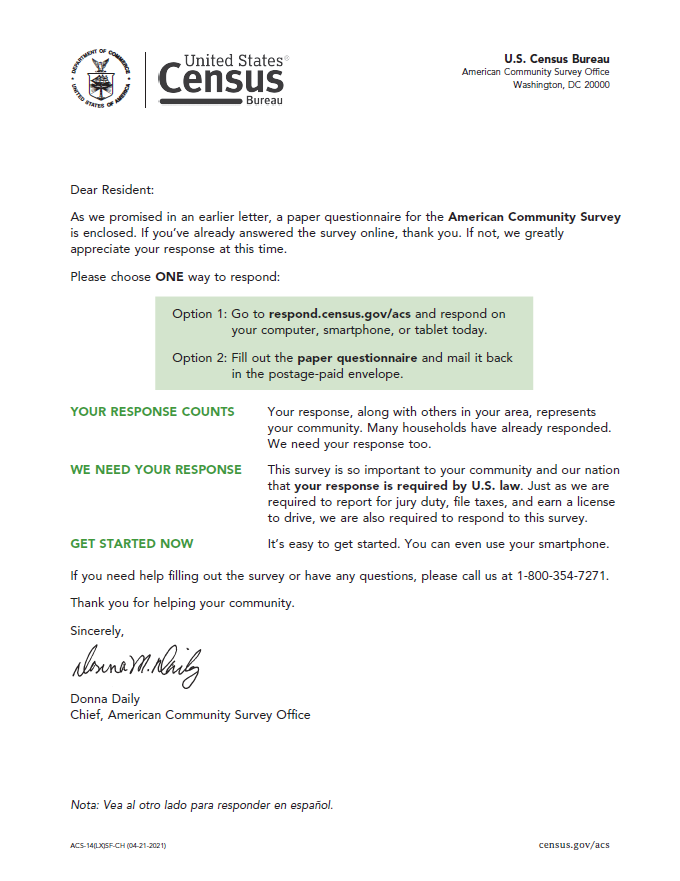 DEPARTMENT OF COMMERCE
UNITED STATES OF AMERICA
United States®
Census
Bureau
U.S. Census Bureau
American Community Survey Office
Washington, DC 20000
Dear Resident:
As we promised in an earlier letter, a paper questionnaire for the American Community Survey
is enclosed. If you've already answered the survey online, thank you. If not, we greatly
appreciate your response at this time.
Please choose ONE way to respond:
Option 1: Go to respond.census.gov/acs and respond on
your computer, smartphone, or tablet today.
Option 2: Fill out the paper questionnaire and mail it back
in the postage-paid envelope.
YOUR RESPONSE COUNTS
Your response, along with others in your area, represents
your community. Many households have already responded.
We need your response too.
WE NEED YOUR RESPONSE
This survey is so important to your community and our nation
that your response is required by U.S. law. Just as we are
required to report for jury duty, file taxes, and earn a license
to drive, we are also required to respond to this survey.
GET STARTED NOW
It's easy to get started. You can even use your smartphone.
If you need help filling out the survey or have any questions, please call us at 1-800-354-7271.
Thank you for helping your community.
Sincerely,
Donna M. Daily
Donna Daily
Chief, American Community Survey Office
Nota: Vea al otro lado para responder en español.
ACS-14(LX)SF-CH (04-21-2021)
census.gov/acs